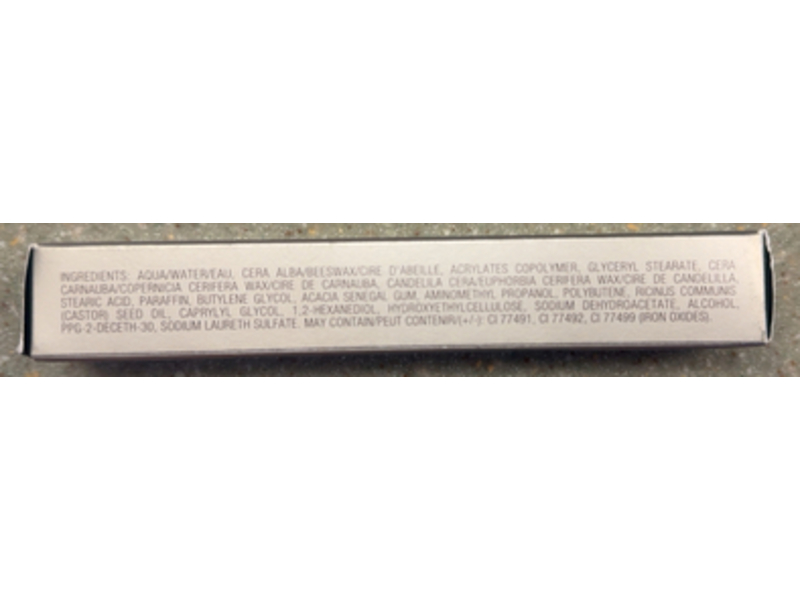 INGREDIENTS: AQUA/WATER/EAU, CERA ALBA/BEESWAX/CIRE D'ABEILLE, ACRYLATES COPOLYMER, GLYCERYL STEARATE, CERA
CARNAUBA/COPERNICIA CERIFERA WAX/CIRE DE CARNAUBA, CANDELILA CERA/EUPHORBIA CERIFERA WAX/CIRE DE CANDELILLA,
STEARIC ACID, PARAFFIN, BUTYLENE GLYCOL, ACACIA SENEGAL GUM, AMINOMETHYL PROPANOL, POLYBUTENE, RICINUS COMMUNIS
(CASTOR) SEED OIL, CAPRYLYL GLYCOL, 1,2-HEXANEDIOL, HYDROXYETHYLCELLULOSE, SODIUM DEHYDROACETATE, ALCOHOL,
PPG-2-DECETH-30, SODIUM LAURETH SULFATE. MAY CONTAIN/PEUT CONTENIR/(+/-): CI 77491, CI 77492, CI 77499 (IRON OXIDES).